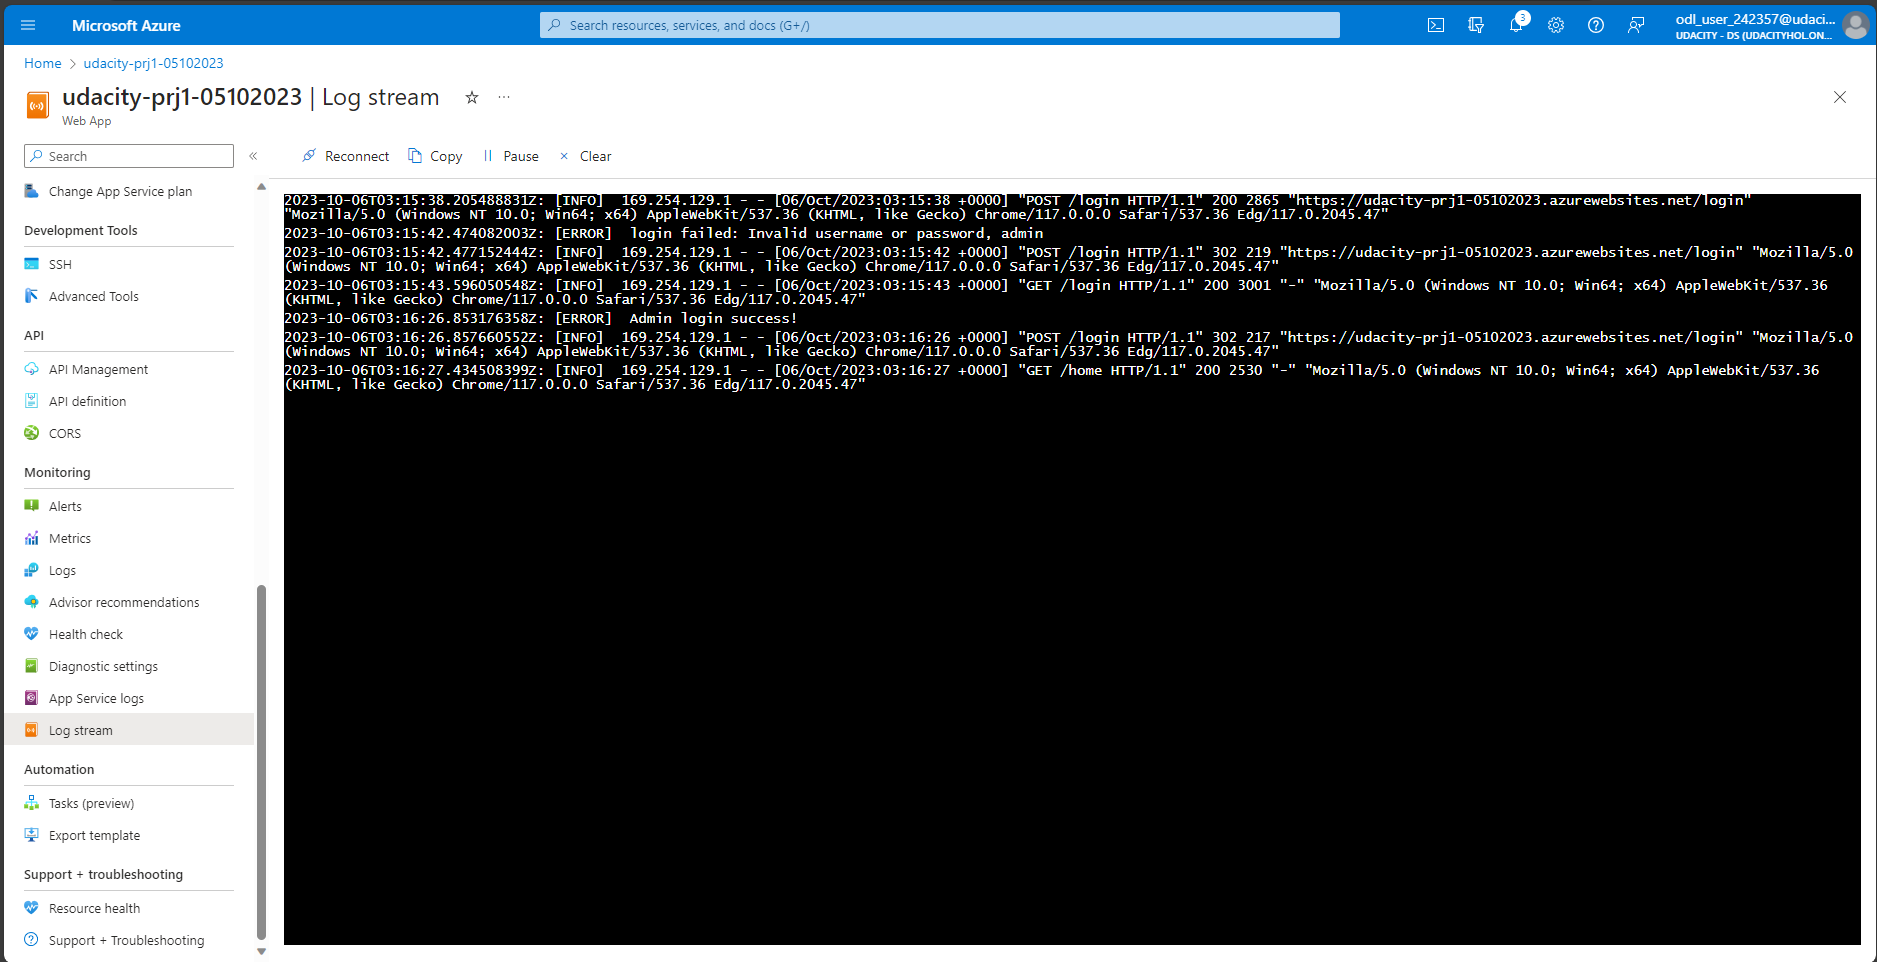 Microsoft Azure
Search resources, services, and docs (G+/)
3
odl_user_242357@udaci...
UDACITY - DS (UDACITYHOL.ON...
Home > udacity-prj1-05102023
udacity-prj1-05102023 | Log stream
Web App
Search
Reconnect
Copy
Pause
Clear
Change App Service plan
Development Tools
SSH
Advanced Tools
API
API Management
API definition
CORS
Monitoring
Alerts
Metrics
Logs
Advisor recommendations
Health check
Diagnostic settings
App Service logs
Log stream
Automation
Tasks (preview)
Export template
Support + troubleshooting
Resource health
Support + Troubleshooting
2023-10-06T03:15:38.205488831Z: [INFO]  169.254.129.1 - - [06/Oct/2023:03:15:38 +0000] "POST /login HTTP/1.1" 200 2865 "https://udacity-prj1-05102023.azurewebsites.net/login"
"Mozilla/5.0 (Windows NT 10.0; Win64; x64) AppleWebKit/537.36 (KHTML, like Gecko) Chrome/117.0.0.0 Safari/537.36 Edg/117.0.2045.47"
2023-10-06T03:15:42.474082003Z: [ERROR]  login failed: Invalid username or password, admin
2023-10-06T03:15:42.477152444Z: [INFO]  169.254.129.1 - - [06/Oct/2023:03:15:42 +0000] "POST /login HTTP/1.1" 302 219 "https://udacity-prj1-05102023.azurewebsites.net/login" "Mozilla/5.0
(Windows NT 10.0; Win64; x64) AppleWebKit/537.36 (KHTML, like Gecko) Chrome/117.0.0.0 Safari/537.36 Edg/117.0.2045.47"
2023-10-06T03:15:43.596050548Z: [INFO]  169.254.129.1 - - [06/Oct/2023:03:15:43 +0000] "GET /login HTTP/1.1" 200 3001 "-" "Mozilla/5.0 (Windows NT 10.0; Win64; x64) AppleWebKit/537.36
(KHTML, like Gecko) Chrome/117.0.0.0 Safari/537.36 Edg/117.0.2045.47"
2023-10-06T03:16:26.853176358Z: [ERROR]  Admin login success!
2023-10-06T03:16:26.857660552Z: [INFO]  169.254.129.1 - - [06/Oct/2023:03:16:26 +0000] "POST /login HTTP/1.1" 302 217 "https://udacity-prj1-05102023.azurewebsites.net/login" "Mozilla/5.0
(Windows NT 10.0; Win64; x64) AppleWebKit/537.36 (KHTML, like Gecko) Chrome/117.0.0.0 Safari/537.36 Edg/117.0.2045.47"
2023-10-06T03:16:27.434508399Z: [INFO]  169.254.129.1 - - [06/Oct/2023:03:16:27 +0000] "GET /home HTTP/1.1" 200 2530 "-" "Mozilla/5.0 (Windows NT 10.0; Win64; x64) AppleWebKit/537.36
(KHTML, like Gecko) Chrome/117.0.0.0 Safari/537.36 Edg/117.0.2045.47"